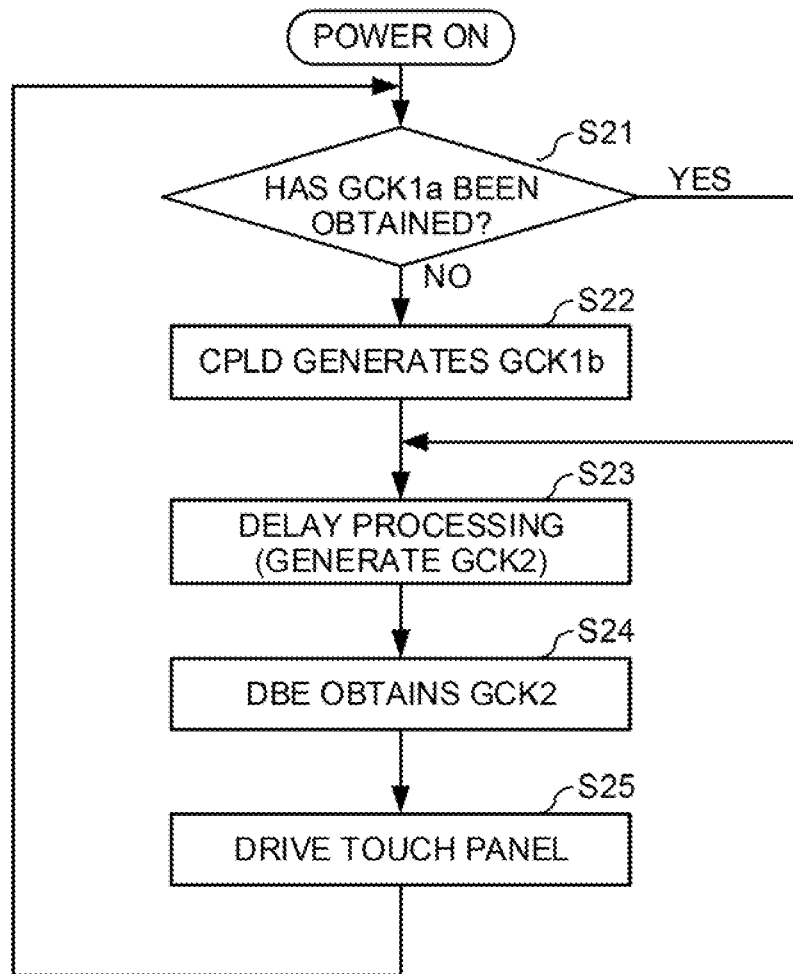 POWER ON
S21
HAS GCK1a BEEN
OBTAINED?
YES
NO
S22
CPLD GENERATES GCK1b
S23
DELAY PROCESSING
(GENERATE GCK2)
S24
DBE OBTAINS GCK2
S25
DRIVE TOUCH PANEL